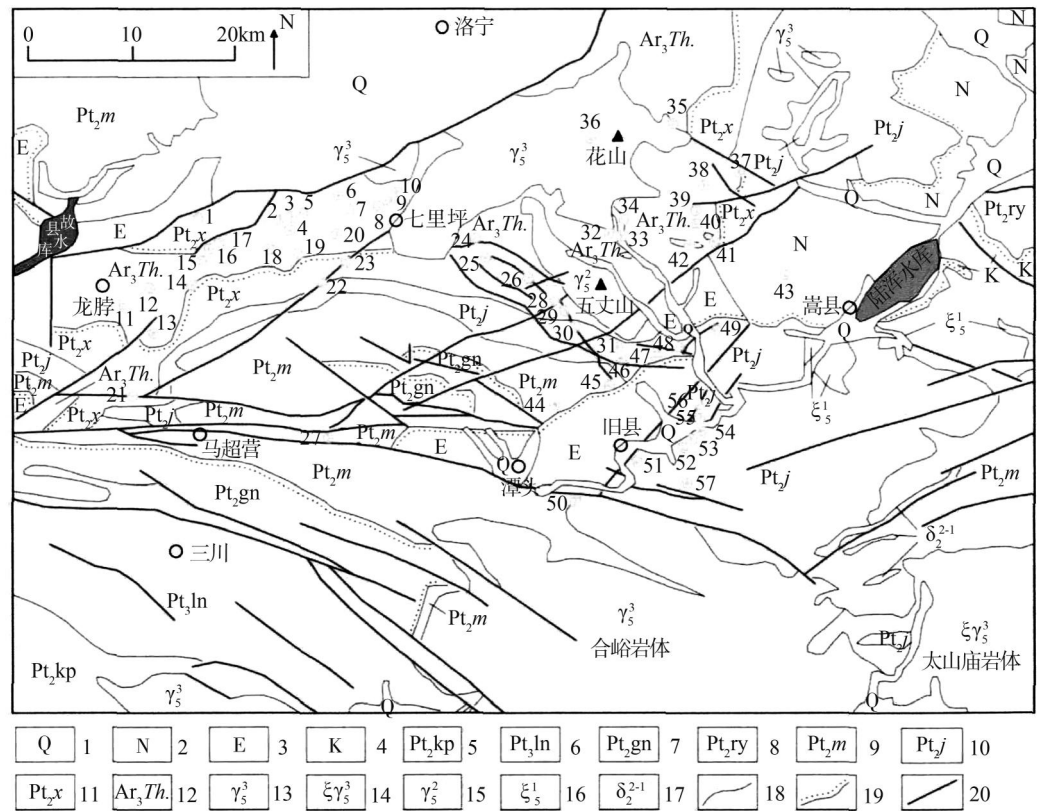 0 10 20km
N
洛宁
Q
Pt₂m
E
故县水库
E
Pt₂x
Ar₃Th.
龙脖
Pt₂x
Pt₂x
Pt₂j
Pt₂m
E
Ar₃Th.
Pt₂x
Pt₂j
Pt₂m
马超营
γ₅³
γ₅³
七里坪
花山
Ar₃Th.
γ₅³
Pt₂x
Pt₂j
Pt₂j
Q
N
N
N
Q
Pt₂ry
N
Q
K
K
陆浑水库
嵩县
Q
N
Ar₃Th.
Pt₂x
Ar₃Th.
Ar₃Th.
γ₅²
五丈山
E
E
Q
Pt₂j
Pt₂j
ξ₅¹
ξ₅¹
Pt₂j
Pt₂gn
Pt₂gn
Pt₂m
Pt₂m
Pt₂m
E
Q
潭头
E
旧县
Q
Pt₂j
Pt₂m
Pt₂gn
Pt₂m
三川
Pt₃ln
Pt₂kp
γ₅³
Q
Pt₂m
γ₅³
合峪岩体
δ₂²⁻¹
Pt₂j
ξγ₅³
太山庙岩体
Q
1
2
3
4
5
6
7
8
9
10
11
12
13
14
15
16
17
18
19
20
21
22
23
24
25
26
27
28
29
30
31
32
33
34
35
36
37
38
39
40
41
42
43
44
45
46
47
48
49
50
51
52
53
54
55
56
57
Q 1 N 2 E 3 K 4 Pt₂kp 5 Pt₃ln 6 Pt₂gn 7 Pt₂ry 8 Pt₂m 9 Pt₂j 10
Pt₂x 11 Ar₃Th. 12 γ₅³ 13 ξγ₅³ 14 γ₅² 15 ξ₅¹ 16 δ₂²⁻¹ 17 18 19 20